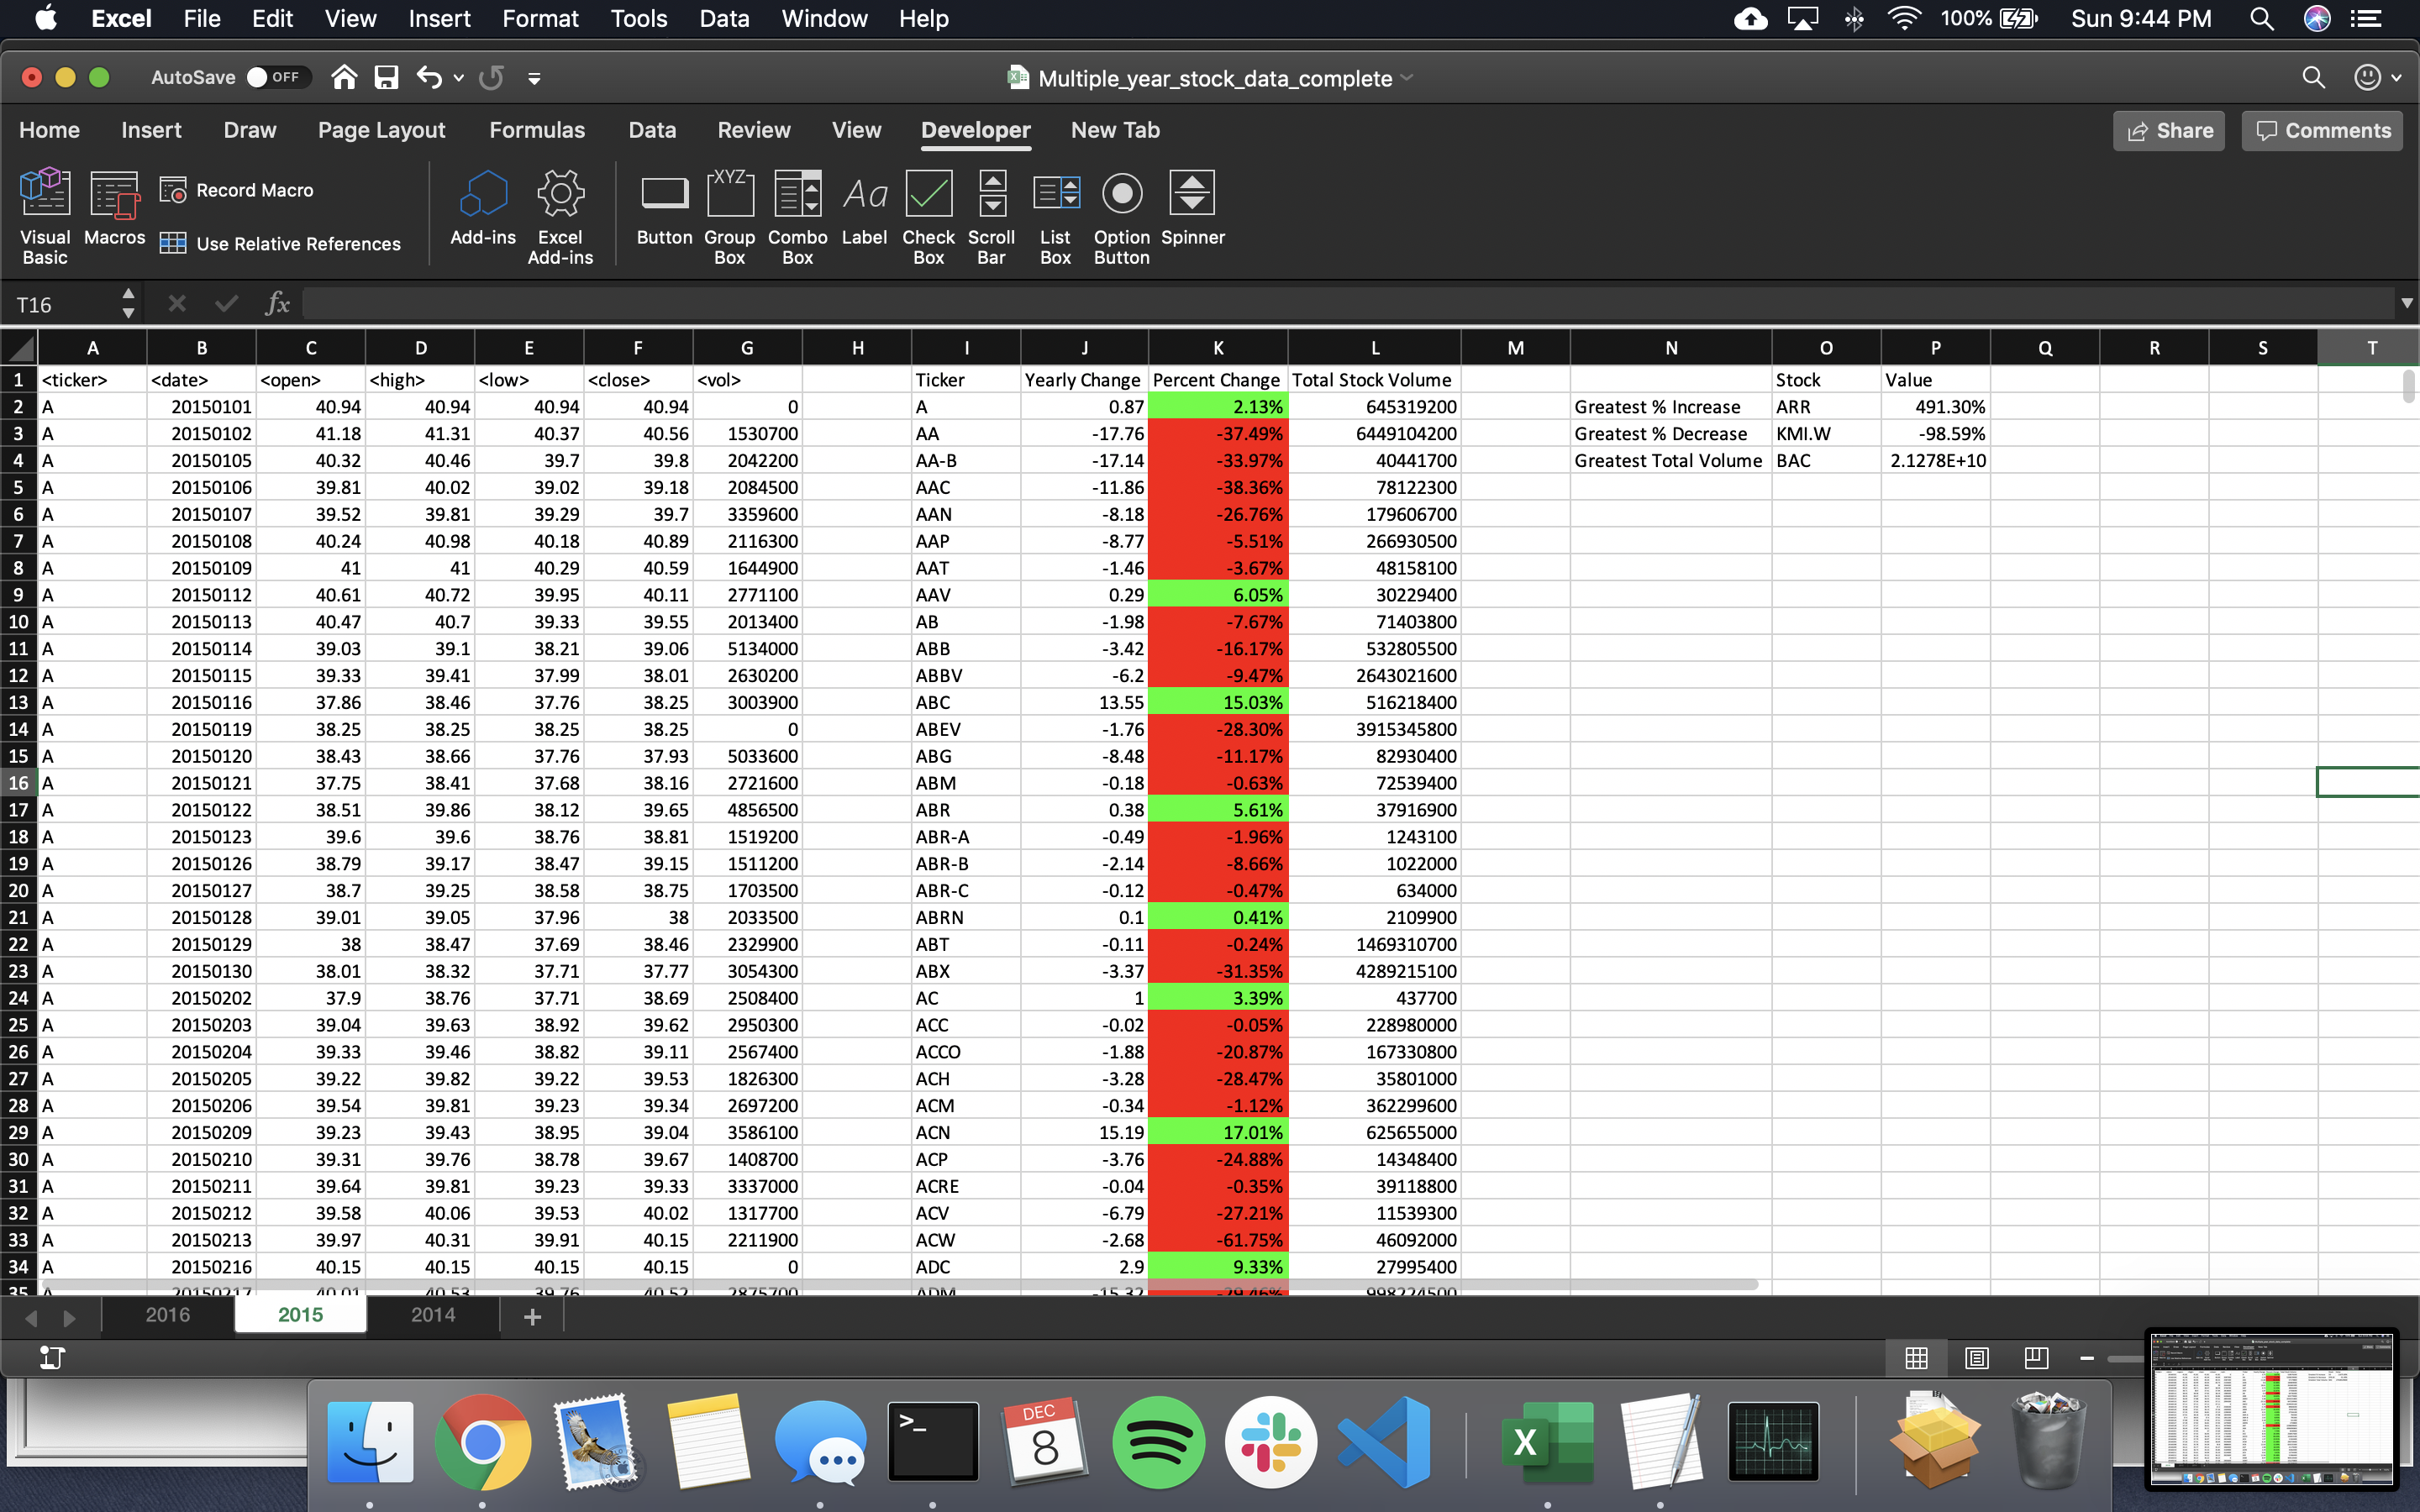 Excel File Edit View Insert Format Tools Data Window Help 100% Sun 9:44 PM
AutoSave OFF Multiple_year_stock_data_complete
Home Insert Draw Page Layout Formulas Data Review View Developer New Tab Share Comments
Visual Basic Macros Record Macro Use Relative References Add-ins Excel Add-ins XYZ Button Group Box Combo Box Aa Label Check Box Scroll Bar List Box Option Button Spinner
T16 fx
A B C D E F G H I J K L M N O P Q R S T
1 <ticker> <date> <open> <high> <low> <close> <vol> Ticker Yearly Change Percent Change Total Stock Volume Stock Value
2 A 20150101 40.94 40.94 40.94 40.94 0 A 0.87 2.13% 645319200 Greatest % Increase ARR 491.30%
3 A 20150102 41.18 41.31 40.37 40.56 1530700 AA -17.76 -37.49% 6449104200 Greatest % Decrease KMI.W -98.59%
4 A 20150105 40.32 40.46 39.7 39.8 2042200 AA-B -17.14 -33.97% 40441700 Greatest Total Volume BAC 2.1278E+10
5 A 20150106 39.81 40.02 39.02 39.18 2084500 AAC -11.86 -38.36% 78122300
6 A 20150107 39.52 39.81 39.29 39.7 3359600 AAN -8.18 -26.76% 179606700
7 A 20150108 40.24 40.98 40.18 40.89 2116300 AAP -8.77 -5.51% 266930500
8 A 20150109 41 41 40.29 40.59 1644900 AAT -1.46 -3.67% 48158100
9 A 20150112 40.61 40.72 39.95 40.11 2771100 AAV 0.29 6.05% 30229400
10 A 20150113 40.47 40.7 39.33 39.55 2013400 AB -1.98 -7.67% 71403800
11 A 20150114 39.03 39.1 38.21 39.06 5134000 ABB -3.42 -16.17% 532805500
12 A 20150115 39.33 39.41 37.99 38.01 2630200 ABBV -6.2 -9.47% 2643021600
13 A 20150116 37.86 38.46 37.76 38.25 3003900 ABC 13.55 15.03% 516218400
14 A 20150119 38.25 38.25 38.25 38.25 0 ABEV -1.76 -28.30% 3915345800
15 A 20150120 38.43 38.66 37.76 37.93 5033600 ABG -8.48 -11.17% 82930400
16 A 20150121 37.75 38.41 37.68 38.16 2721600 ABM -0.18 -0.63% 72539400
17 A 20150122 38.51 39.86 38.12 39.65 4856500 ABR 0.38 5.61% 37916900
18 A 20150123 39.6 39.6 38.76 38.81 1519200 ABR-A -0.49 -1.96% 1243100
19 A 20150126 38.79 39.17 38.47 39.15 1511200 ABR-B -2.14 -8.66% 1022000
20 A 20150127 38.7 39.25 38.58 38.75 1703500 ABR-C -0.12 -0.47% 634000
21 A 20150128 39.01 39.05 37.96 38 2033500 ABRN 0.1 0.41% 2109900
22 A 20150129 38 38.47 37.69 38.46 2329900 ABT -0.11 -0.24% 1469310700
23 A 20150130 38.01 38.32 37.71 37.77 3054300 ABX -3.37 -31.35% 4289215100
24 A 20150202 37.9 38.76 37.71 38.69 2508400 AC 1 3.39% 437700
25 A 20150203 39.04 39.63 38.92 39.62 2950300 ACC -0.02 -0.05% 228980000
26 A 20150204 39.33 39.46 38.82 39.11 2567400 ACCO -1.88 -20.87% 167330800
27 A 20150205 39.22 39.82 39.22 39.53 1826300 ACH -3.28 -28.47% 35801000
28 A 20150206 39.54 39.81 39.23 39.34 2697200 ACM -0.34 -1.12% 362299600
29 A 20150209 39.23 39.43 38.95 39.04 3586100 ACN 15.19 17.01% 625655000
30 A 20150210 39.31 39.76 38.78 39.67 1408700 ACP -3.76 -24.88% 14348400
31 A 20150211 39.64 39.81 39.23 39.33 3337000 ACRE -0.04 -0.35% 39118800
32 A 20150212 39.58 40.06 39.53 40.02 1317700 ACV -6.79 -27.21% 11539300
33 A 20150213 39.97 40.31 39.91 40.15 2211900 ACW -2.68 -61.75% 46092000
34 A 20150216 40.15 40.15 40.15 40.15 0 ADC 2.9 9.33% 27995400
35 A 20150217 40.01 40.53 39.76 40.52 2875700 ADM -15.32 -29.46% 998224500
2016 2015 2014
>_ DEC 8 X